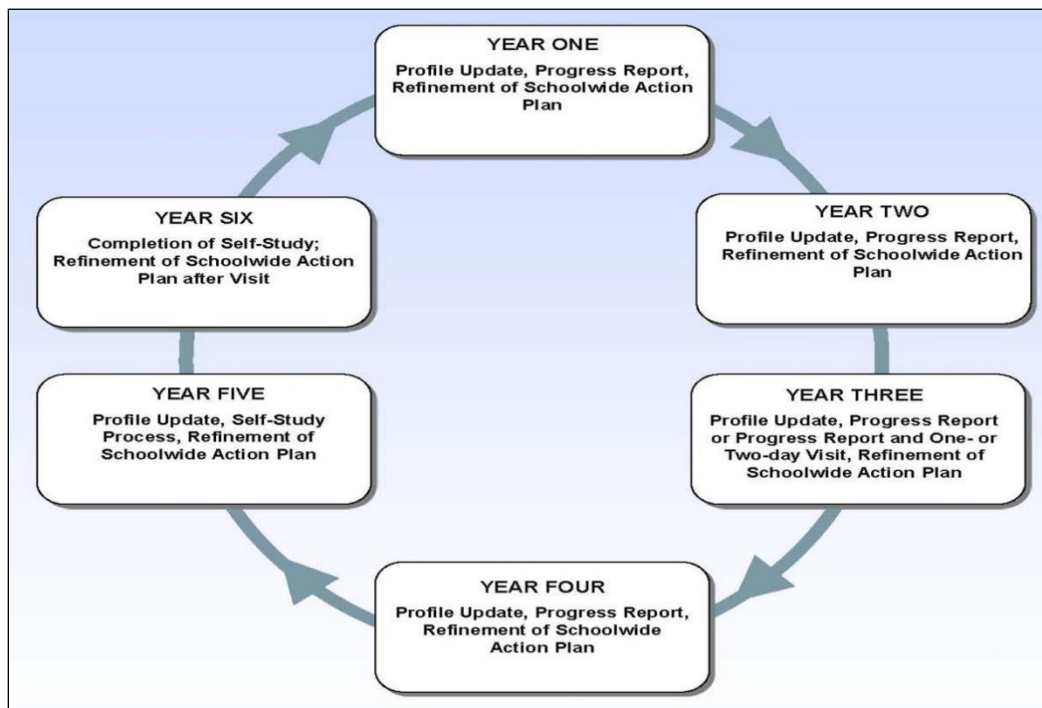 YEAR ONE
Profile Update, Progress Report,
Refinement of Schoolwide Action
Plan
YEAR TWO
Profile Update, Progress Report,
Refinement of Schoolwide Action
Plan
YEAR THREE
Profile Update, Progress Report
or Progress Report and One- or
Two-day Visit, Refinement of
Schoolwide Action Plan
YEAR FOUR
Profile Update, Progress Report,
Refinement of Schoolwide
Action Plan
YEAR FIVE
Profile Update, Self-Study
Process, Refinement of
Schoolwide Action Plan
YEAR SIX
Completion of Self-Study;
Refinement of Schoolwide Action
Plan after Visit